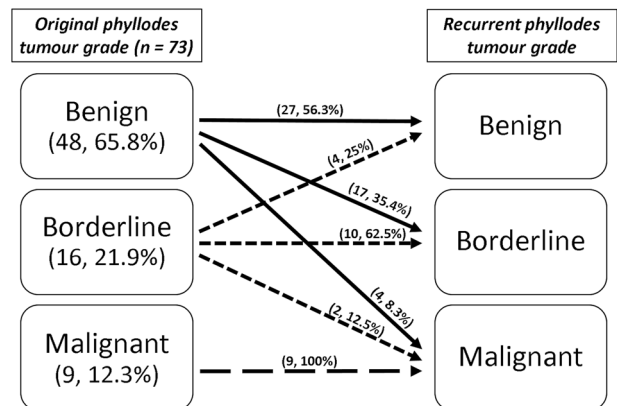 Original phyllodes
tumour grade (n = 73)
Recurrent phyllodes
tumour grade
Benign
(48, 65.8%)
(27, 56.3%)
Benign
(4, 25%)
(17, 35.4%)
Borderline
(16, 21.9%)
(10, 62.5%)
Borderline
(4, 8.3%)
(2, 12.5%)
Malignant
(9, 12.3%)
(9, 100%)
Malignant